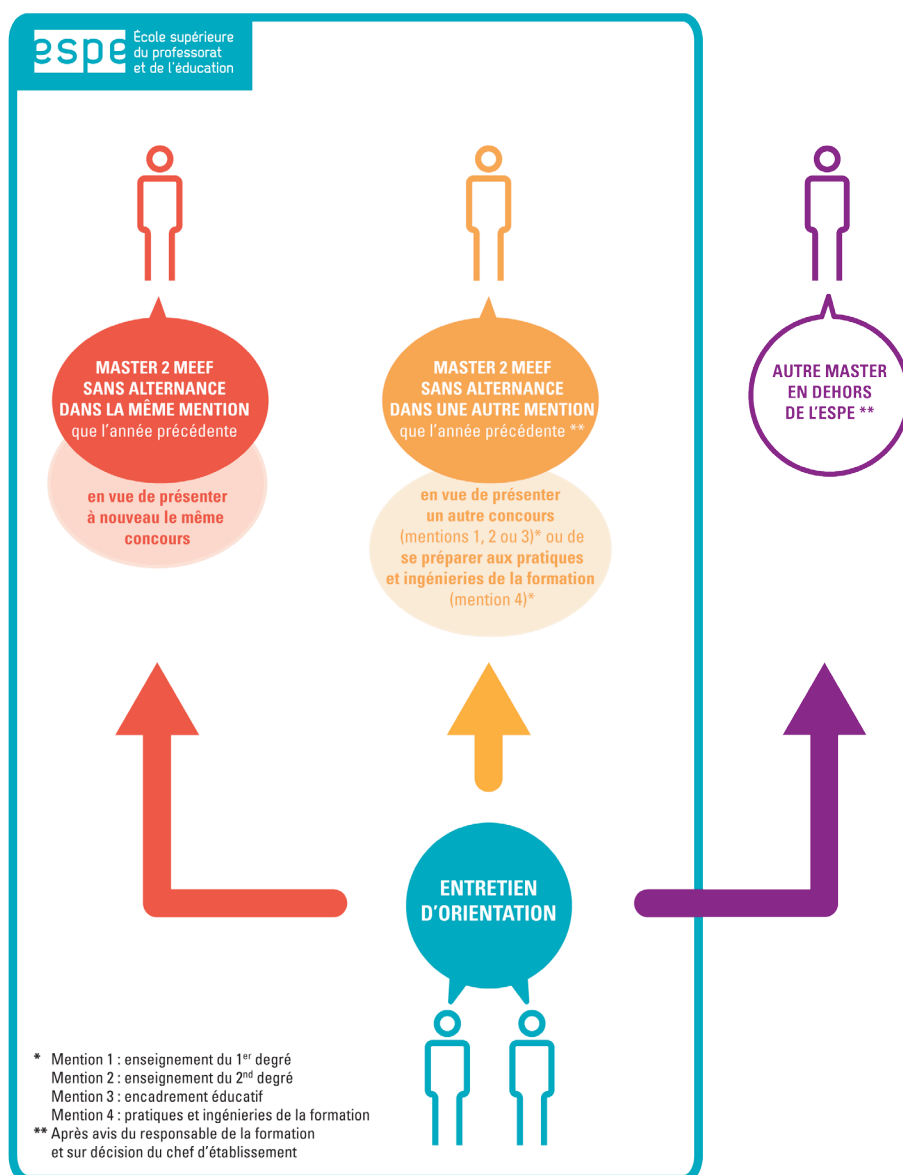 espe
École supérieure
du professorat
et de l'éducation
MASTER 2 MEEF
SANS ALTERNANCE
DANS LA MÊME MENTION
que l'année précédente
en vue de présenter
à nouveau le même
concours
MASTER 2 MEEF
SANS ALTERNANCE
DANS UNE AUTRE MENTION
que l'année précédente **
en vue de présenter
un autre concours
(mentions 1, 2 ou 3)* ou de
se préparer aux pratiques
et ingénieries de la formation
(mention 4)*
AUTRE MASTER
EN DEHORS
DE L'ESPE **
ENTRETIEN
D'ORIENTATION
* Mention 1 : enseignement du 1er degré
Mention 2 : enseignement du 2nd degré
Mention 3 : encadrement éducatif
Mention 4 : pratiques et ingénieries de la formation
** Après avis du responsable de la formation
et sur décision du chef d'établissement